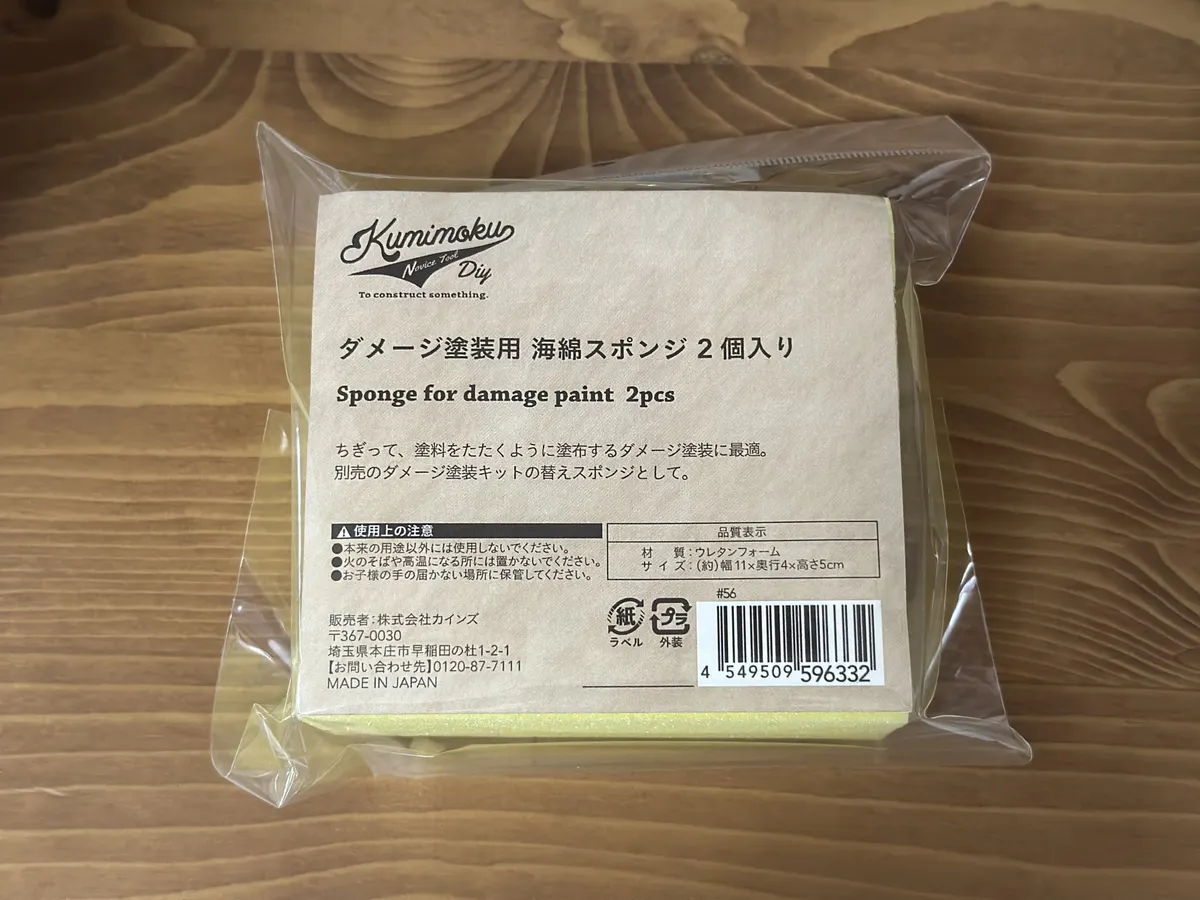 Kumimoku
Novice Tool
Diy
To construct something.
ダメージ塗装用 海綿スポンジ 2個入り
Sponge for damage paint 2pcs
ちぎって、塗料をたたくように塗布するダメージ塗装に最適。
別売のダメージ塗装キットの替えスポンジとして。
使用上の注意
●本来の用途以外には使用しないでください。
●火のそばや高温になる所には置かないでください。
●お子様の手の届かない場所に保管してください。
品質表示
材 質：ウレタンフォーム
サイズ：(約)幅11×奥行4×高さ5cm
販売者：株式会社カインズ
〒367-0030
埼玉県本庄市早稲田の杜1-2-1
【お問い合わせ先】0120-87-7111
MADE IN JAPAN
紙
ラベル
プラ
外装
#56
4 549509 596332